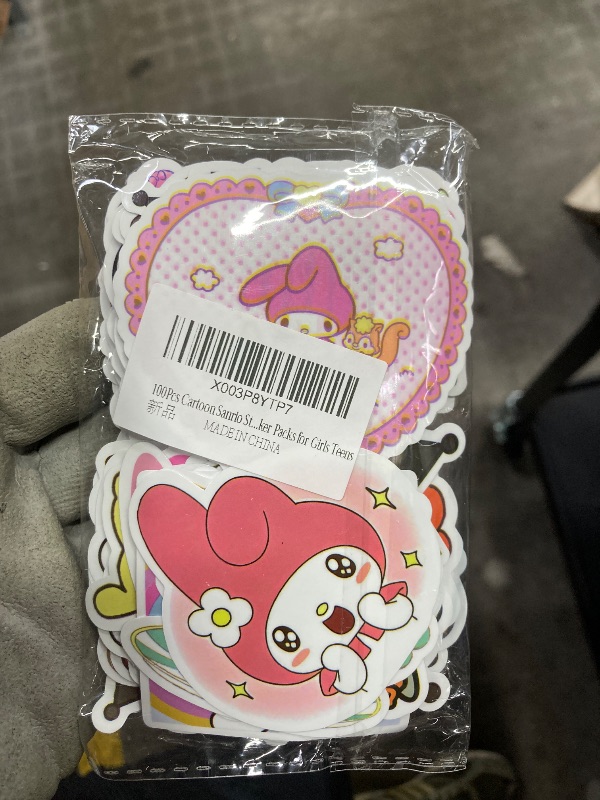 X003P8YTP7
100Pcs Cartoon Sanrio St...ker Packs for Girls Teens
新品
MADE IN CHINA